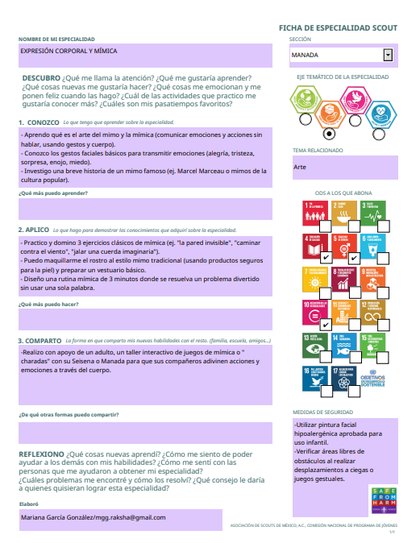 FICHA DE ESPECIALIDAD SCOUT
NOMBRE DE MI ESPECIALIDAD
EXPRESIÓN CORPORAL Y MÍMICA
SECCIÓN
MANADA
DESCUBRO ¿Qué me llama la atención? ¿Qué me gustaría aprender?
¿Qué cosas nuevas me gustaría hacer? ¿Qué cosas me emocionan y me
ponen feliz cuando las hago? ¿Cuál de las actividades que practico me
gustaría conocer más? ¿Cuáles son mis pasatiempos favoritos?
EJE TEMÁTICO DE LA ESPECIALIDAD
1. CONOZCO Lo que tengo que aprender sobre la especialidad.
- Aprendo qué es el arte del mimo y la mímica (comunicar emociones y acciones sin
hablar, usando gestos y cuerpo).
- Conozco los gestos faciales básicos para transmitir emociones (alegría, tristeza,
sorpresa, enojo, miedo).
- Investigo una breve historia de un mimo famoso (ej. Marcel Marceau o mimos de la
cultura popular).
¿Qué más puedo aprender?
TEMA RELACIONADO
Arte
ODS A LOS QUE ABONA
2. APLICO Lo que hago para demostrar los conocimientos que adquirí sobre la especialidad.
- Practico y domino 3 ejercicios clásicos de mímica (ej. "la pared invisible", "caminar
contra el viento", "jalar una cuerda imaginaria").
- Puedo maquillarme el rostro al estilo mimo tradicional (usando productos seguros
para la piel) y preparar un vestuario básico.
- Diseño una rutina mímica de 3 minutos donde se resuelva un problema divertido
sin usar una sola palabra.
¿Qué más puedo hacer?
3. COMPARTO La forma en que comparto mis nuevas habilidades con el resto. (familia, escuela, amigos...)
-Realizo con apoyo de un adulto, un taller interactivo de juegos de mímica o "
charadas" con su Seisena o Manada para que sus compañeros adivinen acciones y
emociones a través del cuerpo.
¿De qué otras formas puedo compartir?
MEDIDAS DE SEGURIDAD
-Utilizar pintura facial
hipoalergénica aprobada para
uso infantil.
-Verificar áreas libres de
obstáculos al realizar
desplazamientos a ciegas o
juegos gestuales.
REFLEXIONO ¿Qué cosas nuevas aprendí? ¿Cómo me siento de poder
ayudar a los demás con mis habilidades? ¿Cómo me sentí con las
personas que me ayudaron a obtener mi especialidad?
¿Cuáles problemas me encontré y cómo los resolví? ¿Qué consejo le daría
a quienes quisieran lograr esta especialidad?
SAFE
FROM
HARM
Elaboró
Mariana García González/mgg.raksha@gmail.com
ASOCIACIÓN DE SCOUTS DE MÉXICO, A.C., COMISIÓN NACIONAL DE PROGRAMA DE JÓVENES